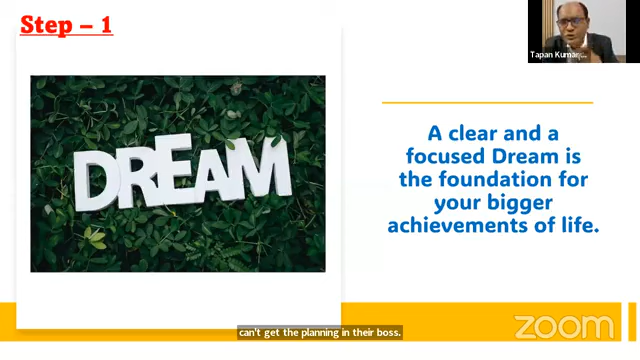 Step – 1
Tapan Kumar
DREAM
A clear and a
focused Dream is
the foundation for
your bigger
achievements of life.
can't get the planning in their boss.
zoom